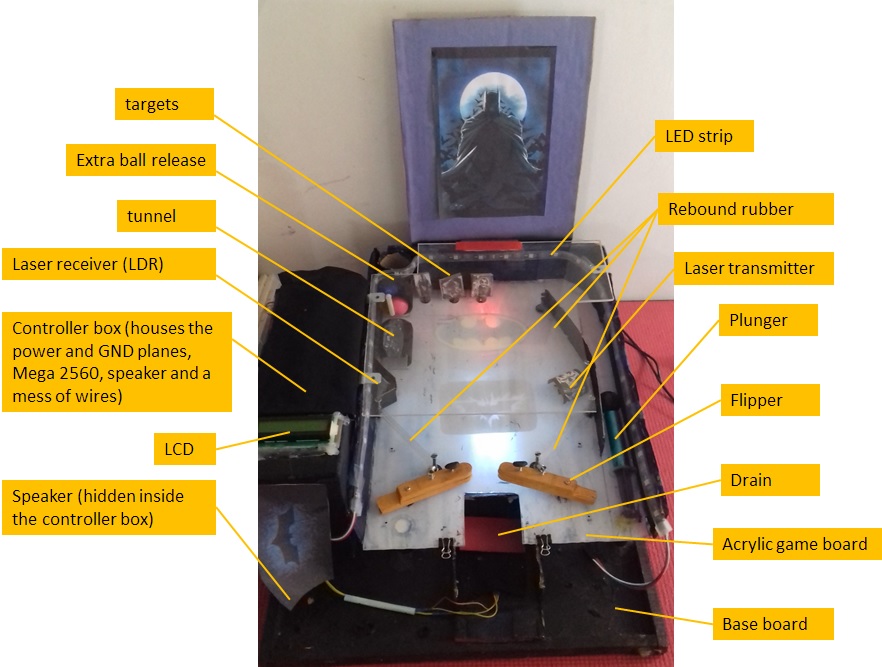 targets
Extra ball release
tunnel
Laser receiver (LDR)
Controller box (houses the
power and GND planes,
Mega 2560, speaker and a
mess of wires)
LCD
Speaker (hidden inside
the controller box)
LED strip
Rebound rubber
Laser transmitter
Plunger
Flipper
Drain
Acrylic game board
Base board